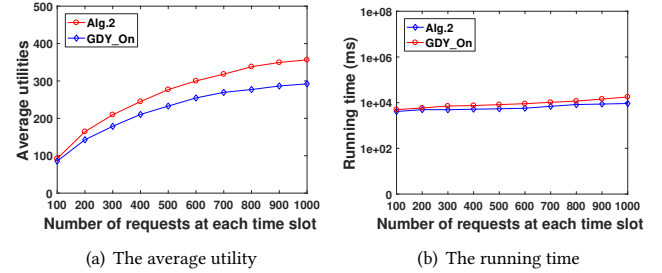 500
400
300
200
100
0
Average utilities
Alg.2
GDY_On
100 200 300 400 500 600 700 800 900 1000
Number of requests at each time slot
(a) The average utility
1e+08
1e+06
1e+04
1e+02
0
Running time (ms)
Alg.2
GDY_On
100 200 300 400 500 600 700 800 900 1000
Number of requests at each time slot
(b) The running time